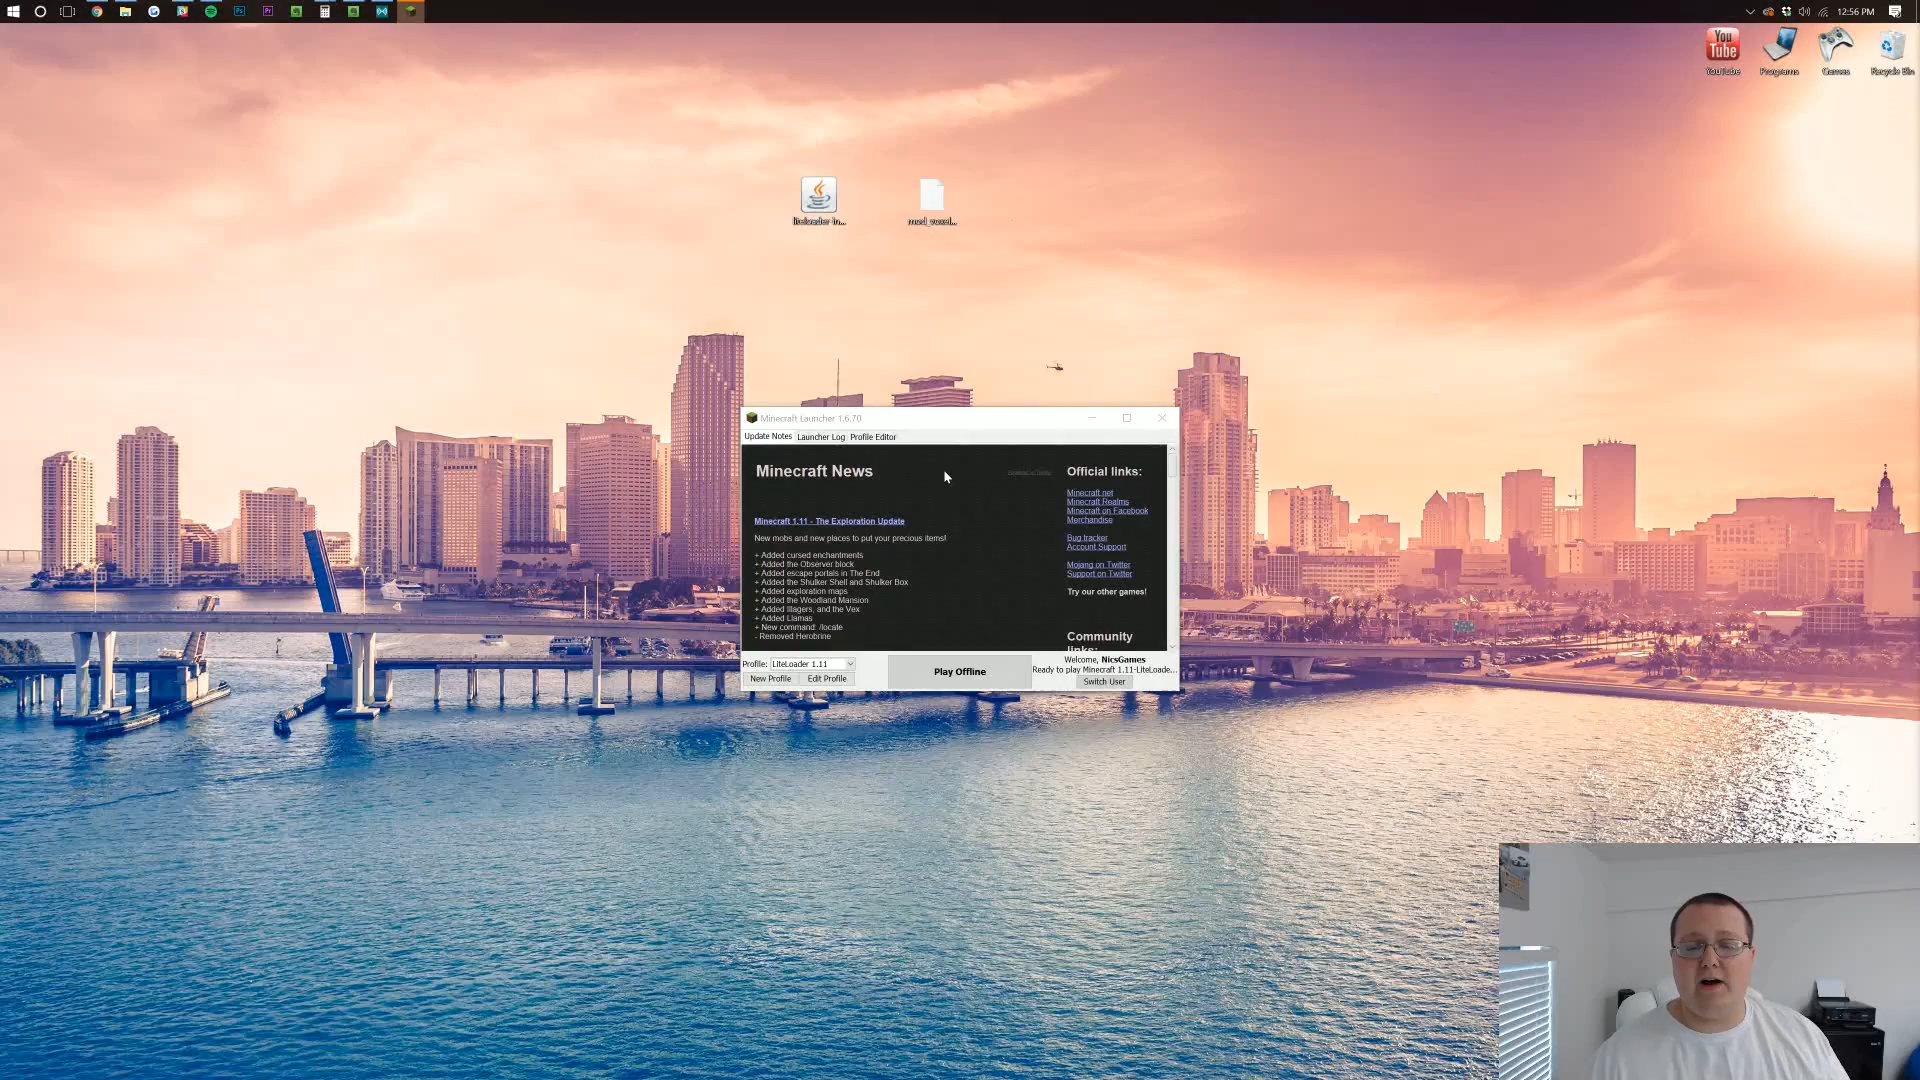 12:56 PM
You
Tube
YouTube
Programs
Games
Recycle Bin
liteloader-in...
mod_voxel...
Minecraft Launcher 1.6.70
Update Notes
Launcher Log
Profile Editor
Minecraft News
Minecraft 1.11 - The Exploration Update
New mobs and new places to put your precious items!
+ Added cursed enchantments
+ Added the Observer block
+ Added escape portals in The End
+ Added the Shulker Shell and Shulker Box
+ Added exploration maps
+ Added the Woodland Mansion
+ Added Illagers, and the Vex
+ Added Llamas
+ New command: /locate
- Removed Herobrine
Official links:
Minecraft.net
Minecraft Realms
Minecraft on Facebook
Merchandise
Bug tracker
Account Support
Mojang on Twitter
Support on Twitter
Try our other games!
Community
links:
Profile:
LiteLoader 1.11
New Profile
Edit Profile
Play Offline
Welcome, NicsGames
Ready to play Minecraft 1.11-LiteLoade...
Switch User